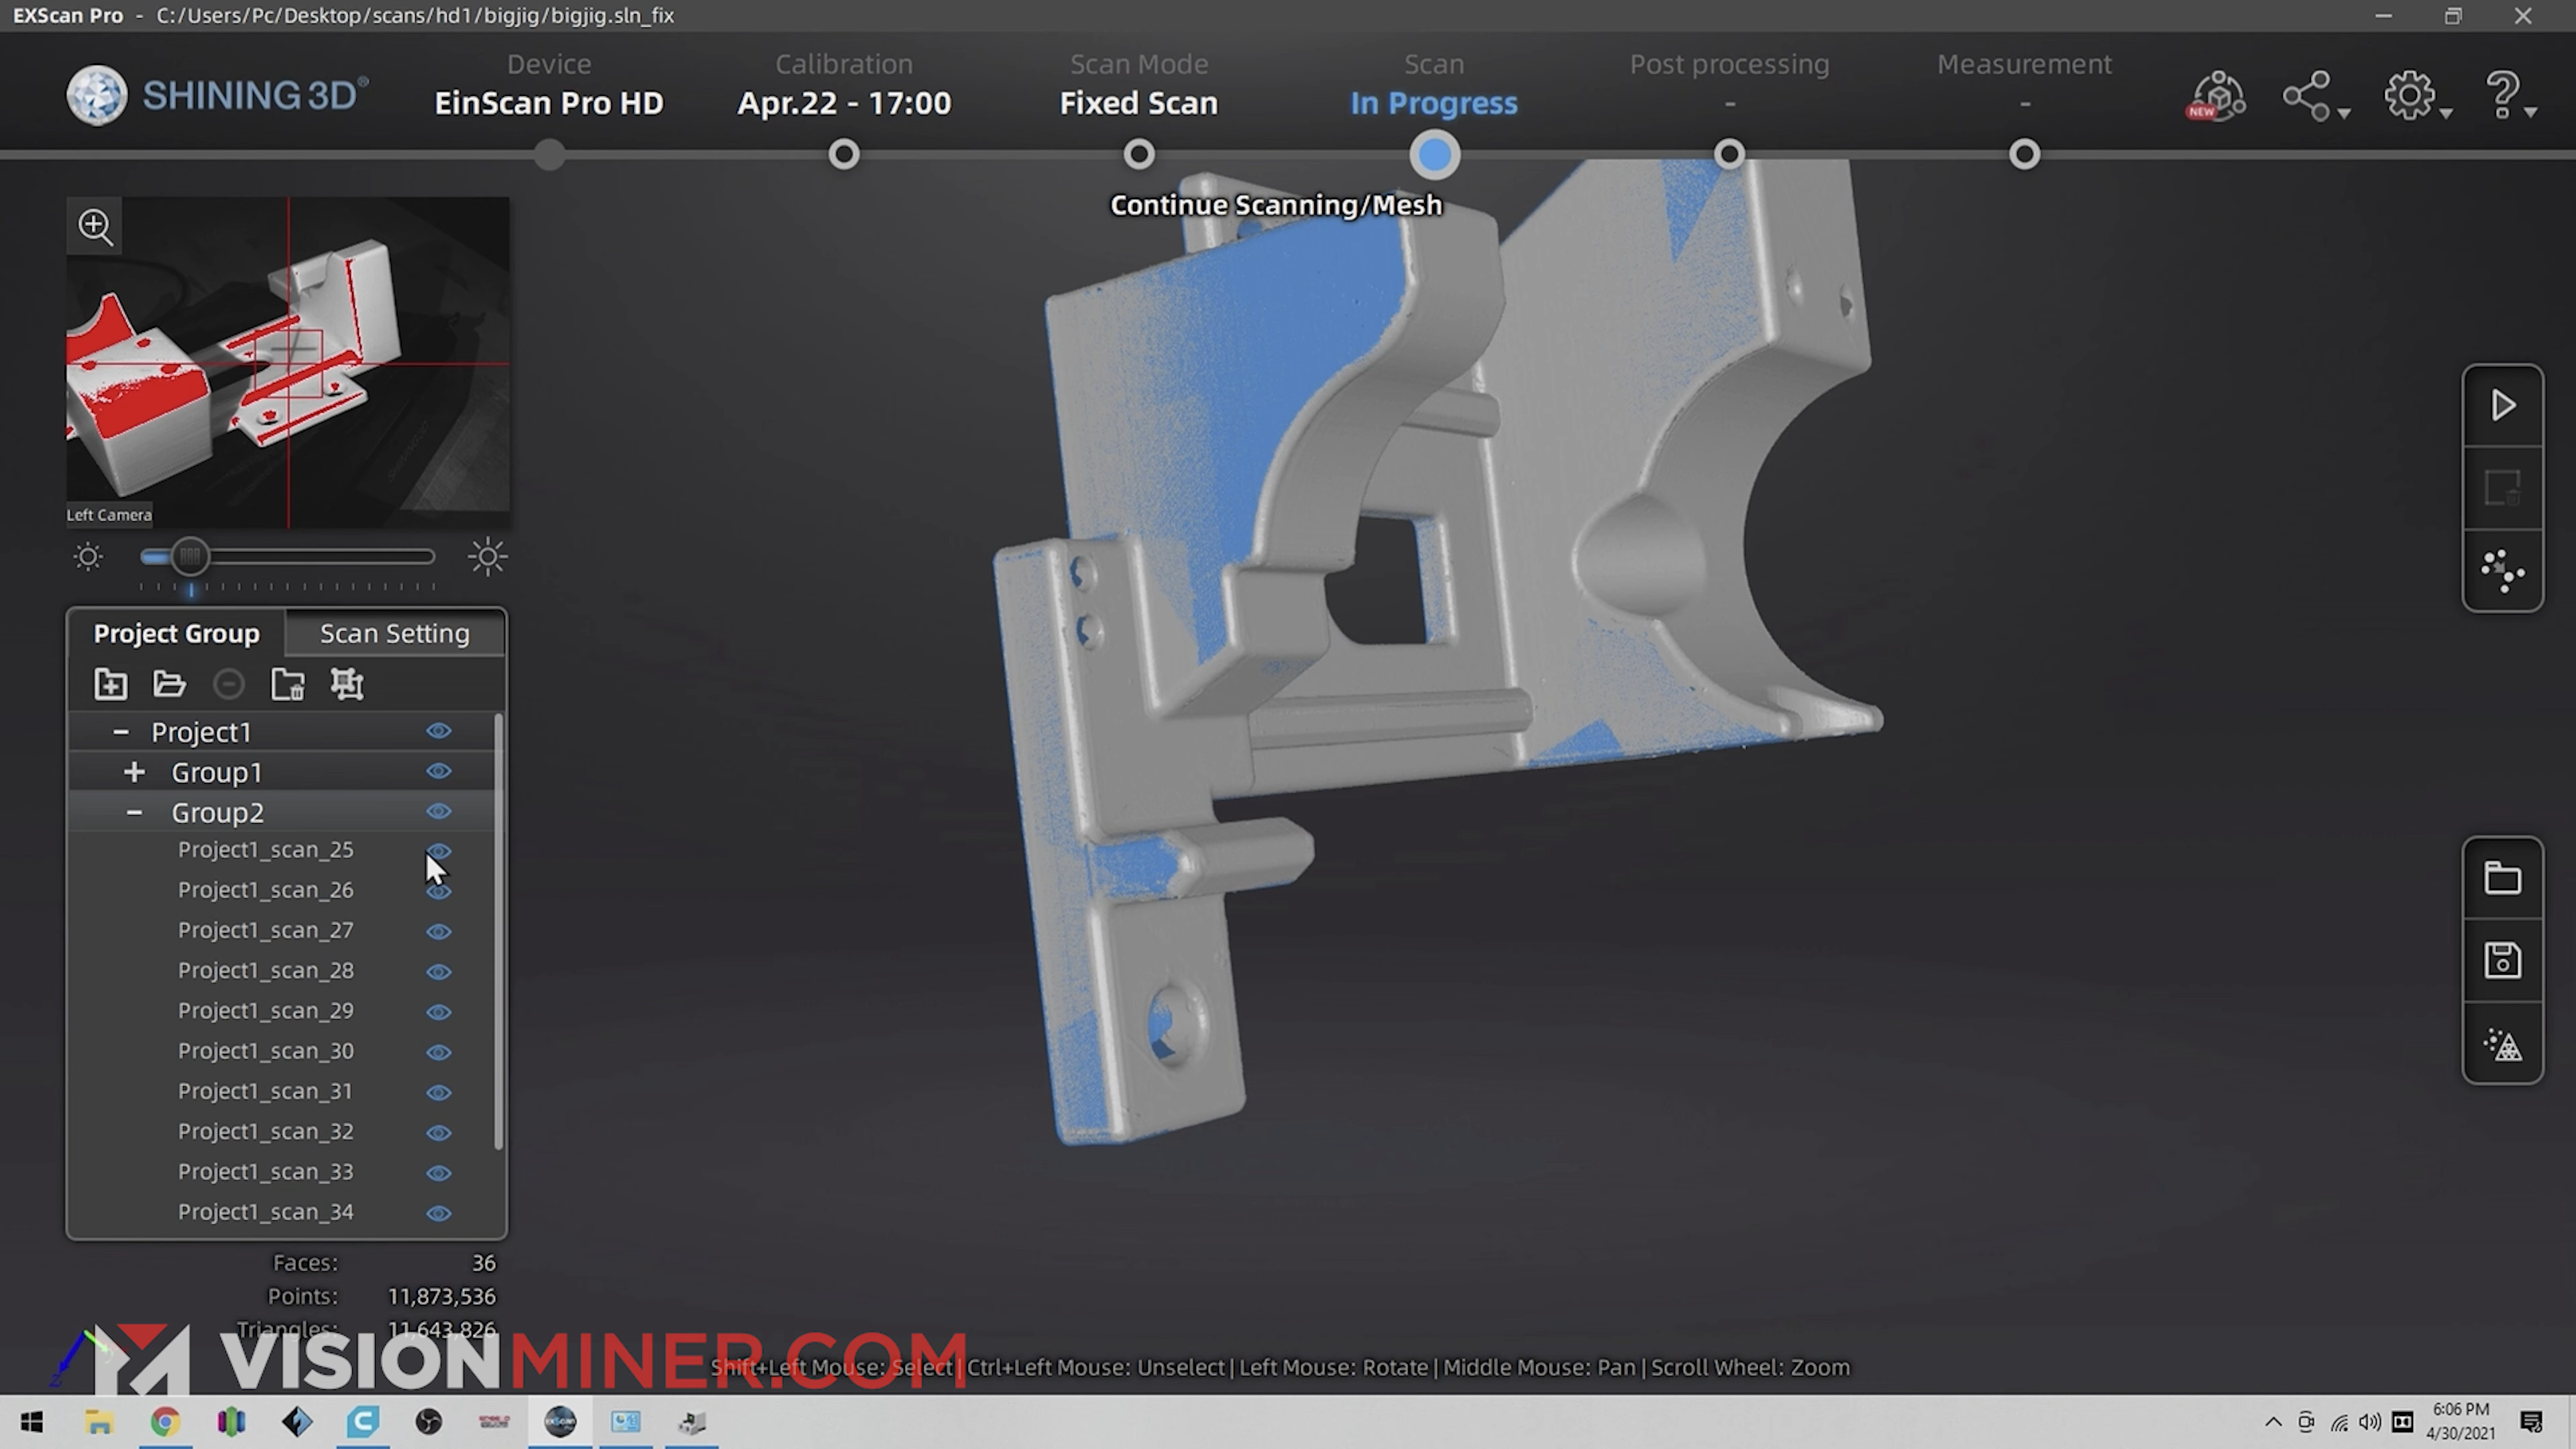 EXScan Pro - C:/Users/Pc/Desktop/scans/hd1/bigjig/bigjig.sln_fix
SHINING 3D®
Device
EinScan Pro HD
Calibration
Apr.22 - 17:00
Scan Mode
Fixed Scan
Scan
In Progress
Post processing
-
Measurement
-
NEW
Continue Scanning/Mesh
Left Camera
Project Group
Scan Setting
Project1
Group1
Group2
Project1_scan_25
Project1_scan_26
Project1_scan_27
Project1_scan_28
Project1_scan_29
Project1_scan_30
Project1_scan_31
Project1_scan_32
Project1_scan_33
Project1_scan_34
Faces: 36
Points: 11,873,536
Triangles: 11,643,826
VISIONMINER.COM
Shift+Left Mouse: Select | Ctrl+Left Mouse: Unselect | Left Mouse: Rotate | Middle Mouse: Pan | Scroll Wheel: Zoom
6:06 PM
4/30/2021